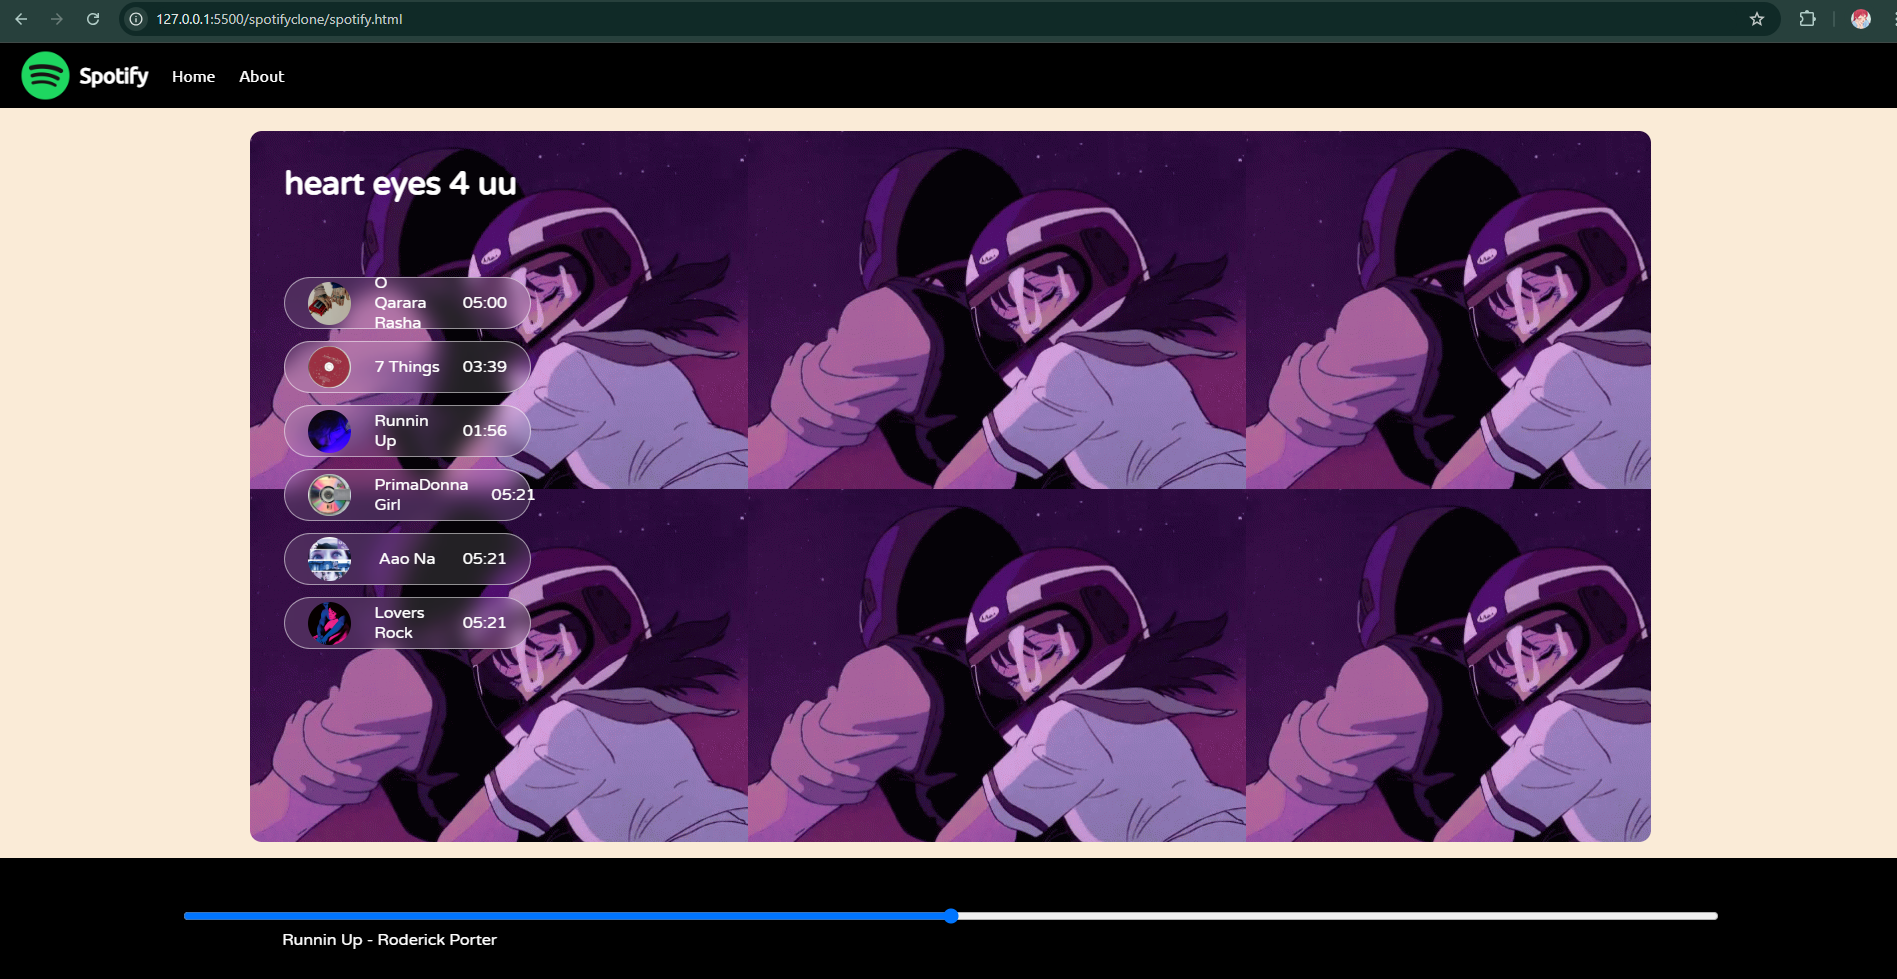 127.0.0.1:5500/spotifyclone/spotify.html
Spotify Home About
heart eyes 4 uu
O
Qarara
Rasha
05:00
7 Things 03:39
Runnin
Up
01:56
PrimaDonna
Girl
05:21
Aao Na 05:21
Lovers
Rock
05:21
Runnin Up - Roderick Porter